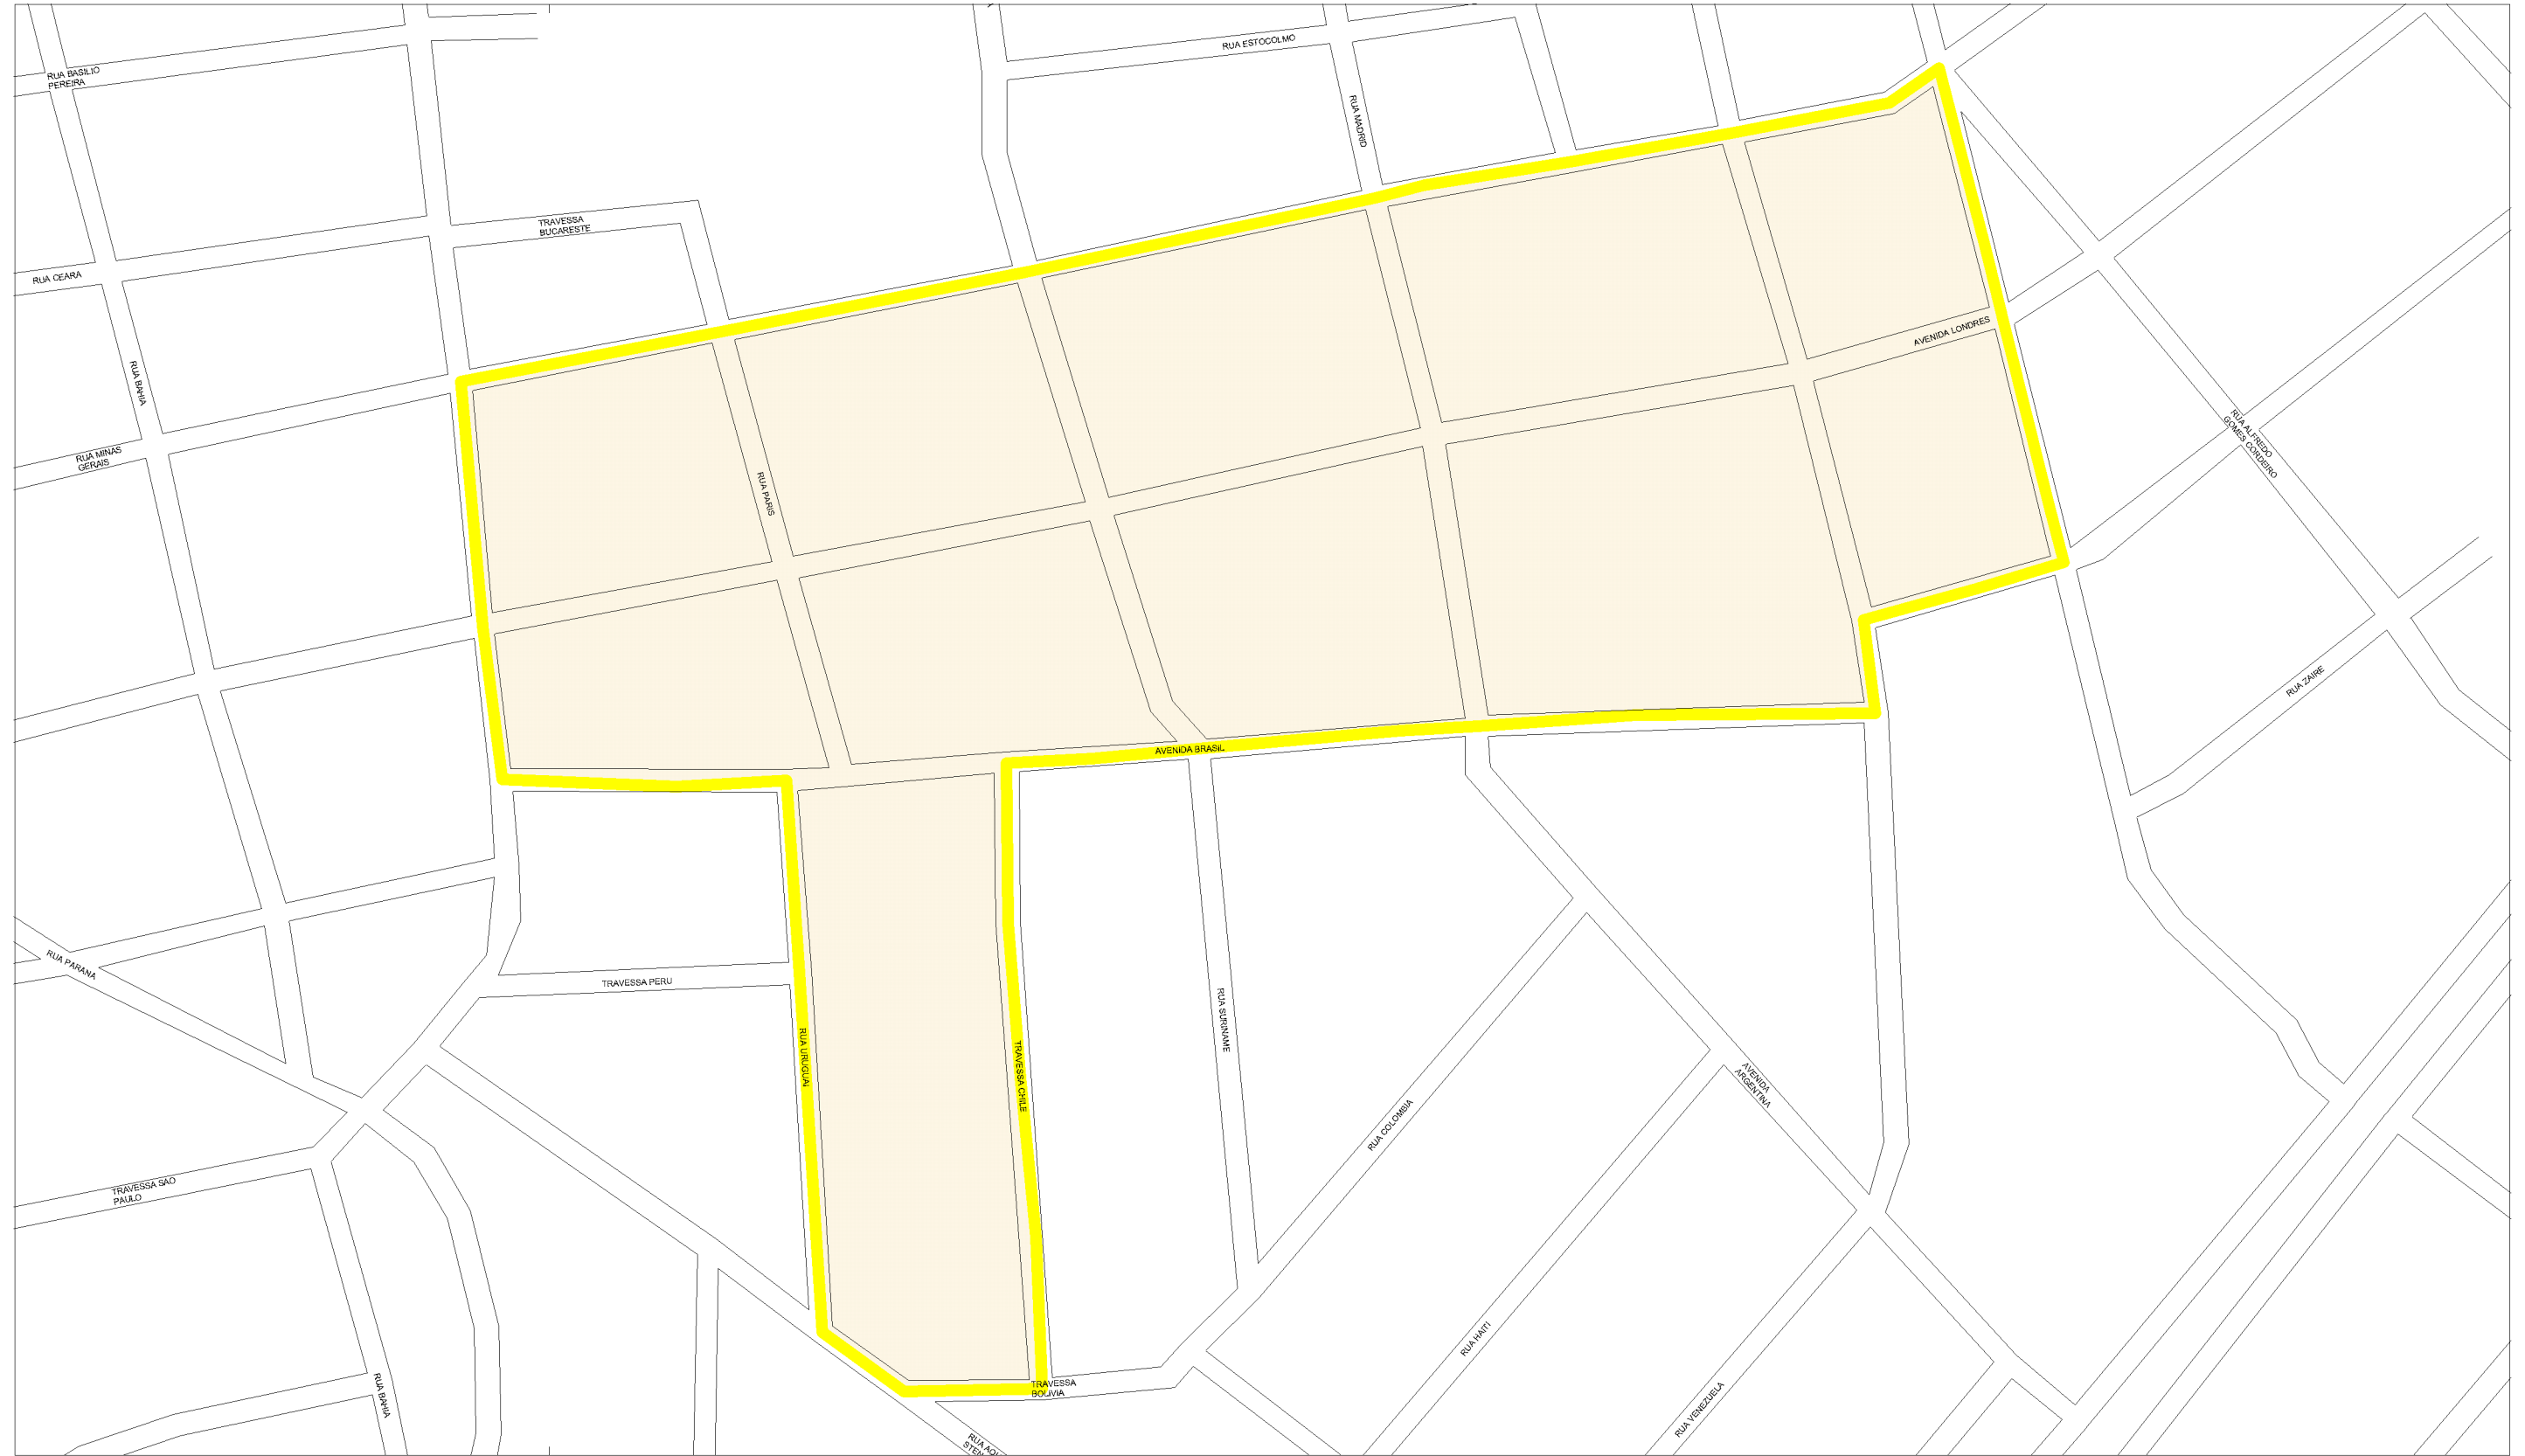 RUA ESTOCOLMO
RUA BASILIO
PEREIRA
RUA MADRID
TRAVESSA
BUCARESTE
RUA CEARA
AVENIDA LONDRES
RUA BAHIA
RUA MINAS
GERAIS
RUA ALFREDO
GOMES CORDEIRO
RUA PARIS
RUA ZAIRE
AVENIDA BRASIL
RUA PARANA
TRAVESSA PERU
RUA SURINAME
RUA URUGUAI
TRAVESSA CHILE
AVENIDA
ARGENTINA
RUA COLOMBIA
TRAVESSA SAO
PAULO
RUA HAITI
TRAVESSA
BOLIVIA
RUA BAHIA
RUA VENEZUELA
RUA